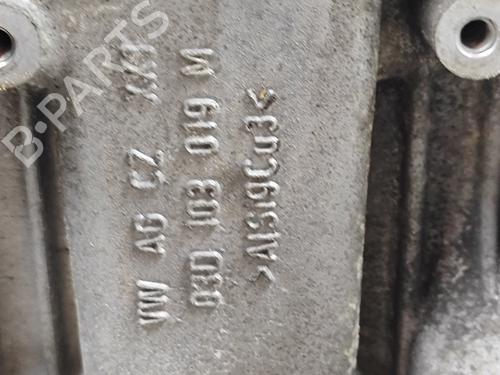 VW AG CZ
03D 103 019 M
>AlSi9Cu3<
B-PARTS